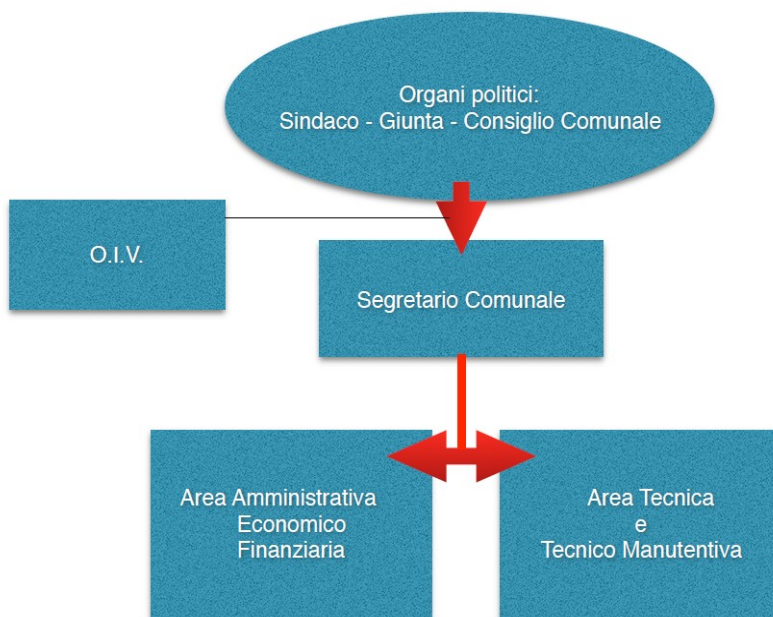 Organi politici:
Sindaco - Giunta - Consiglio Comunale
O.I.V.
Segretario Comunale
Area Amministrativa
Economico
Finanziaria
Area Tecnica
e
Tecnico Manutentiva